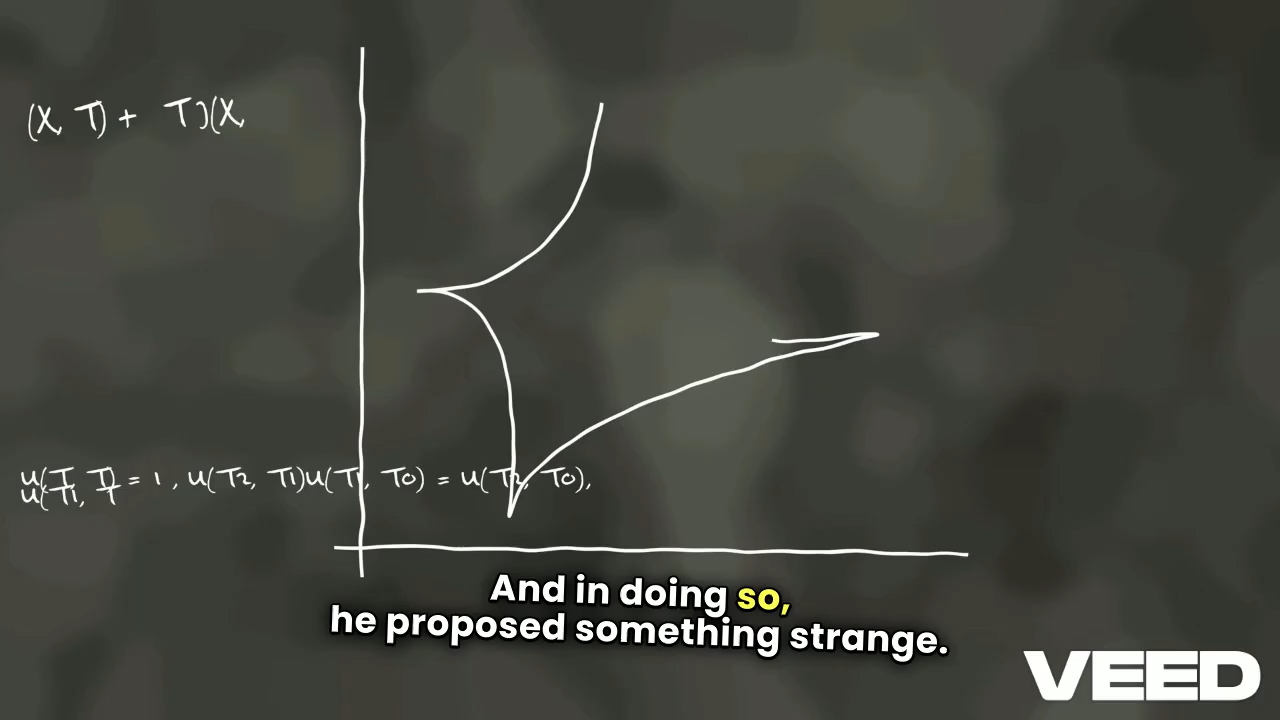 (X, T) + T)(X,
u(T, T) = 1, u(T2, T1)u(T1, T0) = u(T2, T0),
u(T1, T
And in doing so,
he proposed something strange.
VEED